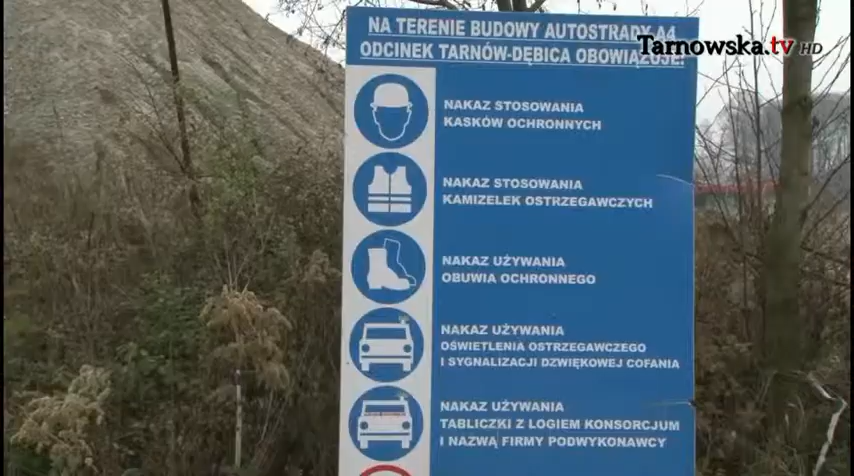 NA TERENIE BUDOWY AUTOSTRADY A4
Tarnowska.tv HD
ODCINEK TARNÓW-DĘBICA OBOWIĄZUJE:
NAKAZ STOSOWANIA
KASKÓW OCHRONNYCH
NAKAZ STOSOWANIA
KAMIZELEK OSTRZEGAWCZYCH
NAKAZ UŻYWANIA
OBUWIA OCHRONNEGO
NAKAZ UŻYWANIA
OŚWIETLENIA OSTRZEGAWCZEGO
I SYGNALIZACJI DZWIĘKOWEJ COFANIA
NAKAZ UŻYWANIA
TABLICZKI Z LOGIEM KONSORCJUM
I NAZWĄ FIRMY PODWYKONAWCY